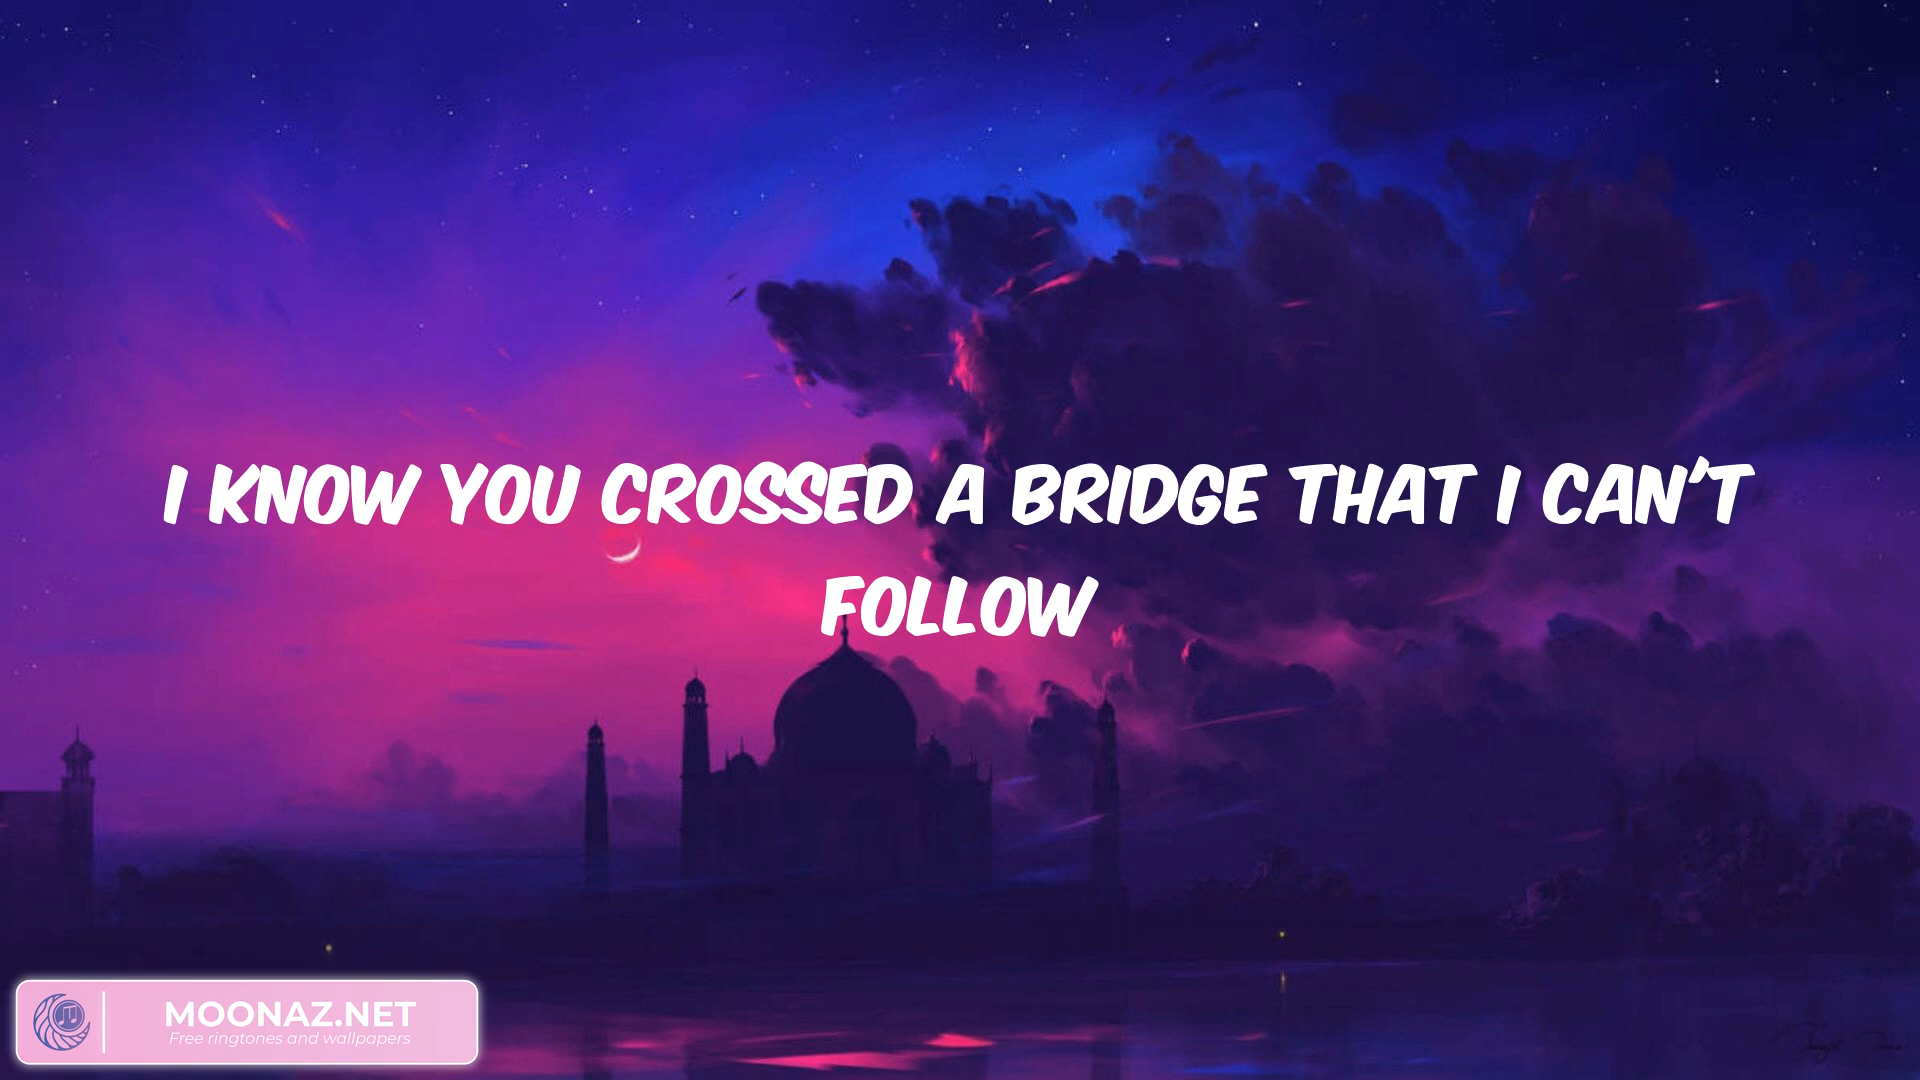 I KNOW YOU CROSSED A BRIDGE THAT I CAN'T
FOLLOW
MOONAZ.NET
Free ringtones and wallpapers